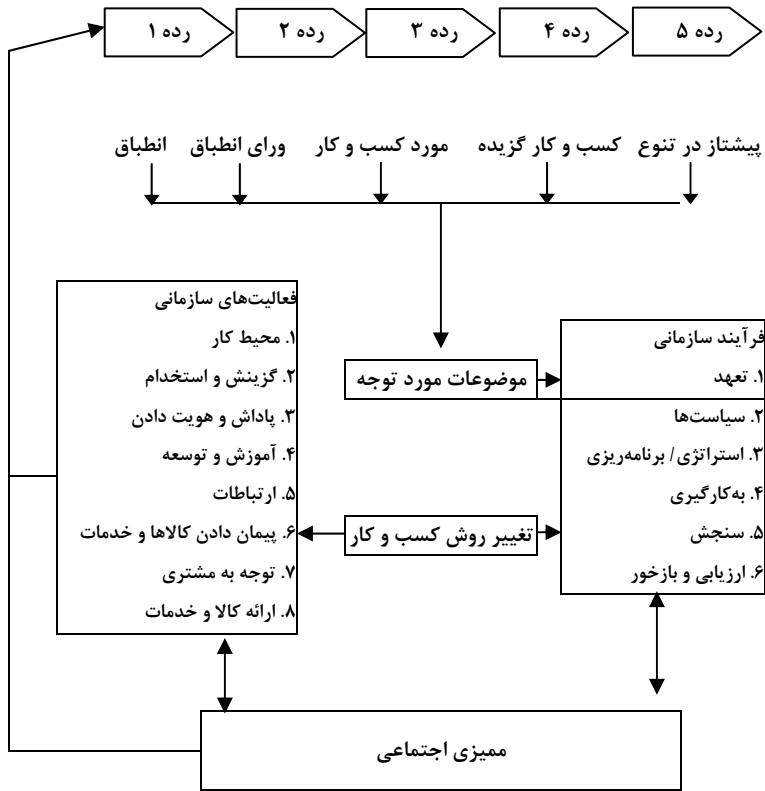 رده ۱
رده ۲
رده ۳
رده ۴
رده ۵
انطباق
ورای انطباق
مورد کسب و کار
کسب و کار گزیده
پیشتاز در تنوع
فرآیند سازمانی
۱. تعهد
۲. سیاست‌ها
۳. استراتژی/ برنامه‌ریزی
۴. به‌کارگیری
۵. سنجش
۶. ارزیابی و بازخور
موضوعات مورد توجه
تغییر روش کسب و کار
فعالیت‌های سازمانی
۱. محیط کار
۲. گزینش و استخدام
۳. پاداش و هویت دادن
۴. آموزش و توسعه
۵. ارتباطات
۶. پیمان دادن کالاها و خدمات
۷. توجه به مشتری
۸. ارائه کالا و خدمات
ممیزی اجتماعی